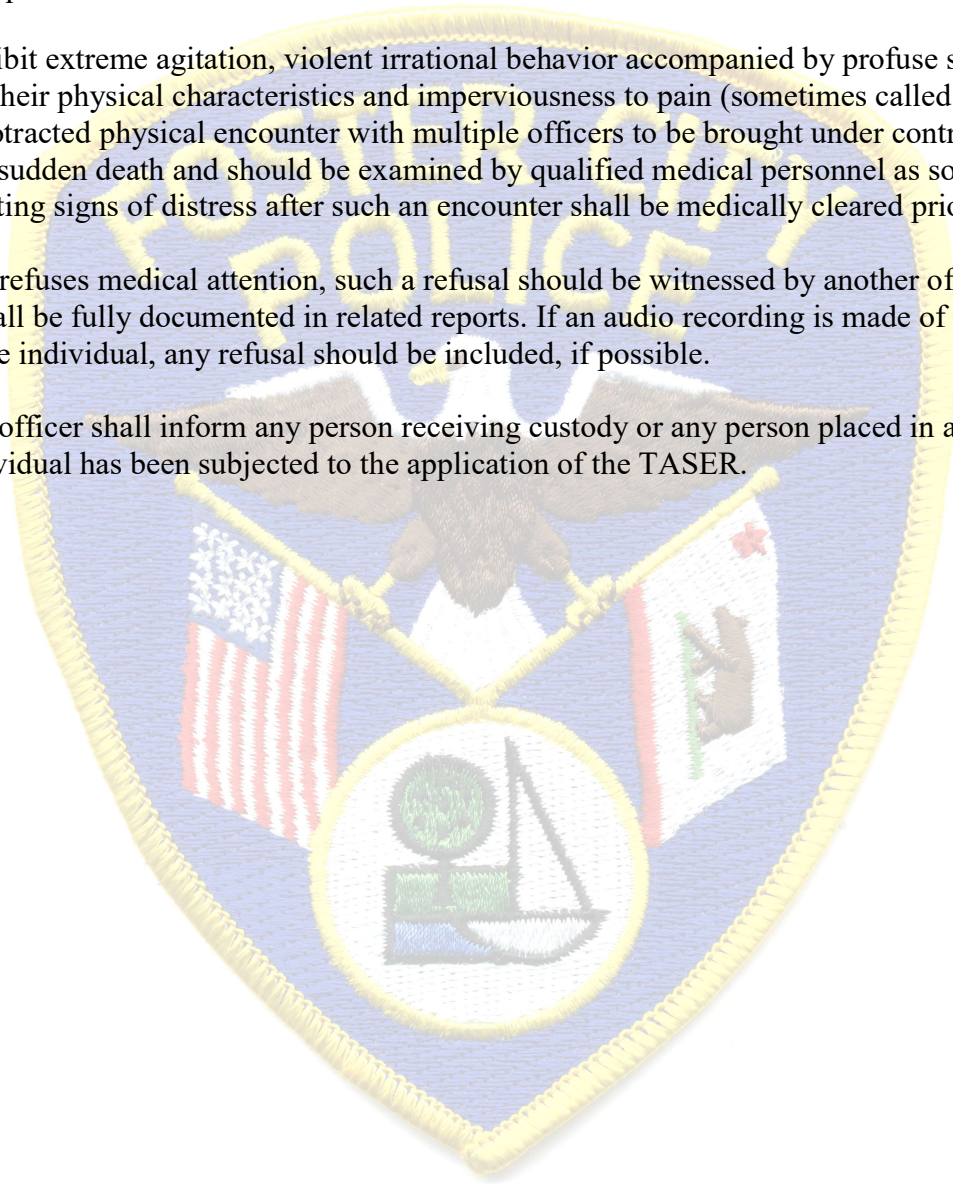 ibit extreme agitation, violent irrational behavior accompanied by profuse s
heir physical characteristics and imperviousness to pain (sometimes called
otracted physical encounter with multiple officers to be brought under contr
sudden death and should be examined by qualified medical personnel as so
ting signs of distress after such an encounter shall be medically cleared prio
refuses medical attention, such a refusal should be witnessed by another of
all be fully documented in related reports. If an audio recording is made of
e individual, any refusal should be included, if possible.
officer shall inform any person receiving custody or any person placed in a
vidual has been subjected to the application of the TASER.
FOSTER CITY
POLICE